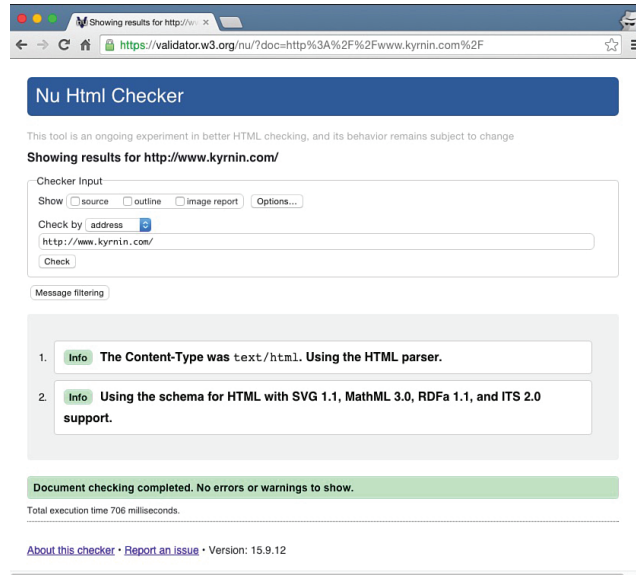 Showing results for http://w
https://validator.w3.org/nu/?doc=http%3A%2F%2Fwww.kyrnin.com%2F
Nu Html Checker
This tool is an ongoing experiment in better HTML checking, and its behavior remains subject to change
Showing results for http://www.kyrnin.com/
Checker Input
Show source outline image report Options...
Check by address
http://www.kyrnin.com/
Check
Message filtering
1. Info The Content-Type was text/html. Using the HTML parser.
2. Info Using the schema for HTML with SVG 1.1, MathML 3.0, RDFa 1.1, and ITS 2.0
support.
Document checking completed. No errors or warnings to show.
Total execution time 706 milliseconds.
About this checker • Report an issue • Version: 15.9.12